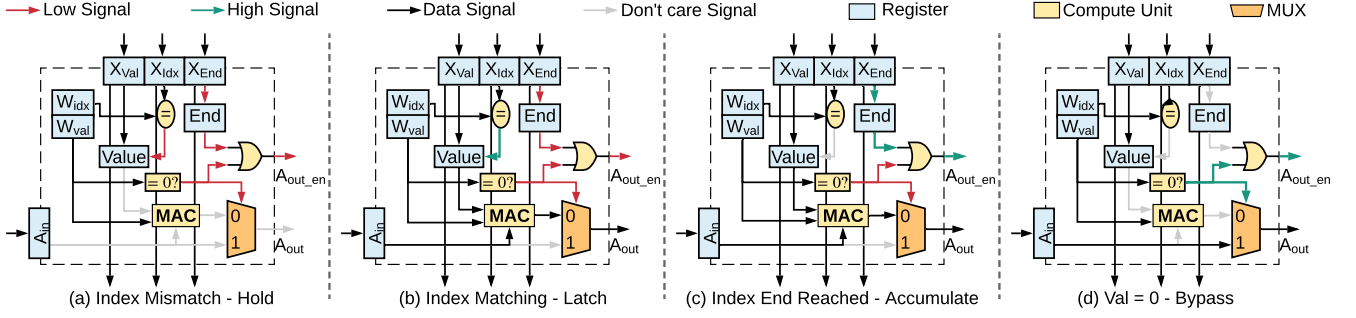 Low Signal High Signal Data Signal Don't care Signal Register Compute Unit MUX
XVal XIdx XEnd
Widx
Wval
=
End
Value
= 0?
MAC
Ain
0
1
Aout_en
Aout
(a) Index Mismatch - Hold
XVal XIdx XEnd
Widx
Wval
=
End
Value
= 0?
MAC
Ain
0
1
Aout_en
Aout
(b) Index Matching - Latch
XVal XIdx XEnd
Widx
Wval
=
End
Value
= 0?
MAC
Ain
0
1
Aout_en
Aout
(c) Index End Reached - Accumulate
XVal XIdx XEnd
Widx
Wval
=
End
Value
= 0?
MAC
Ain
0
1
Aout_en
Aout
(d) Val = 0 - Bypass